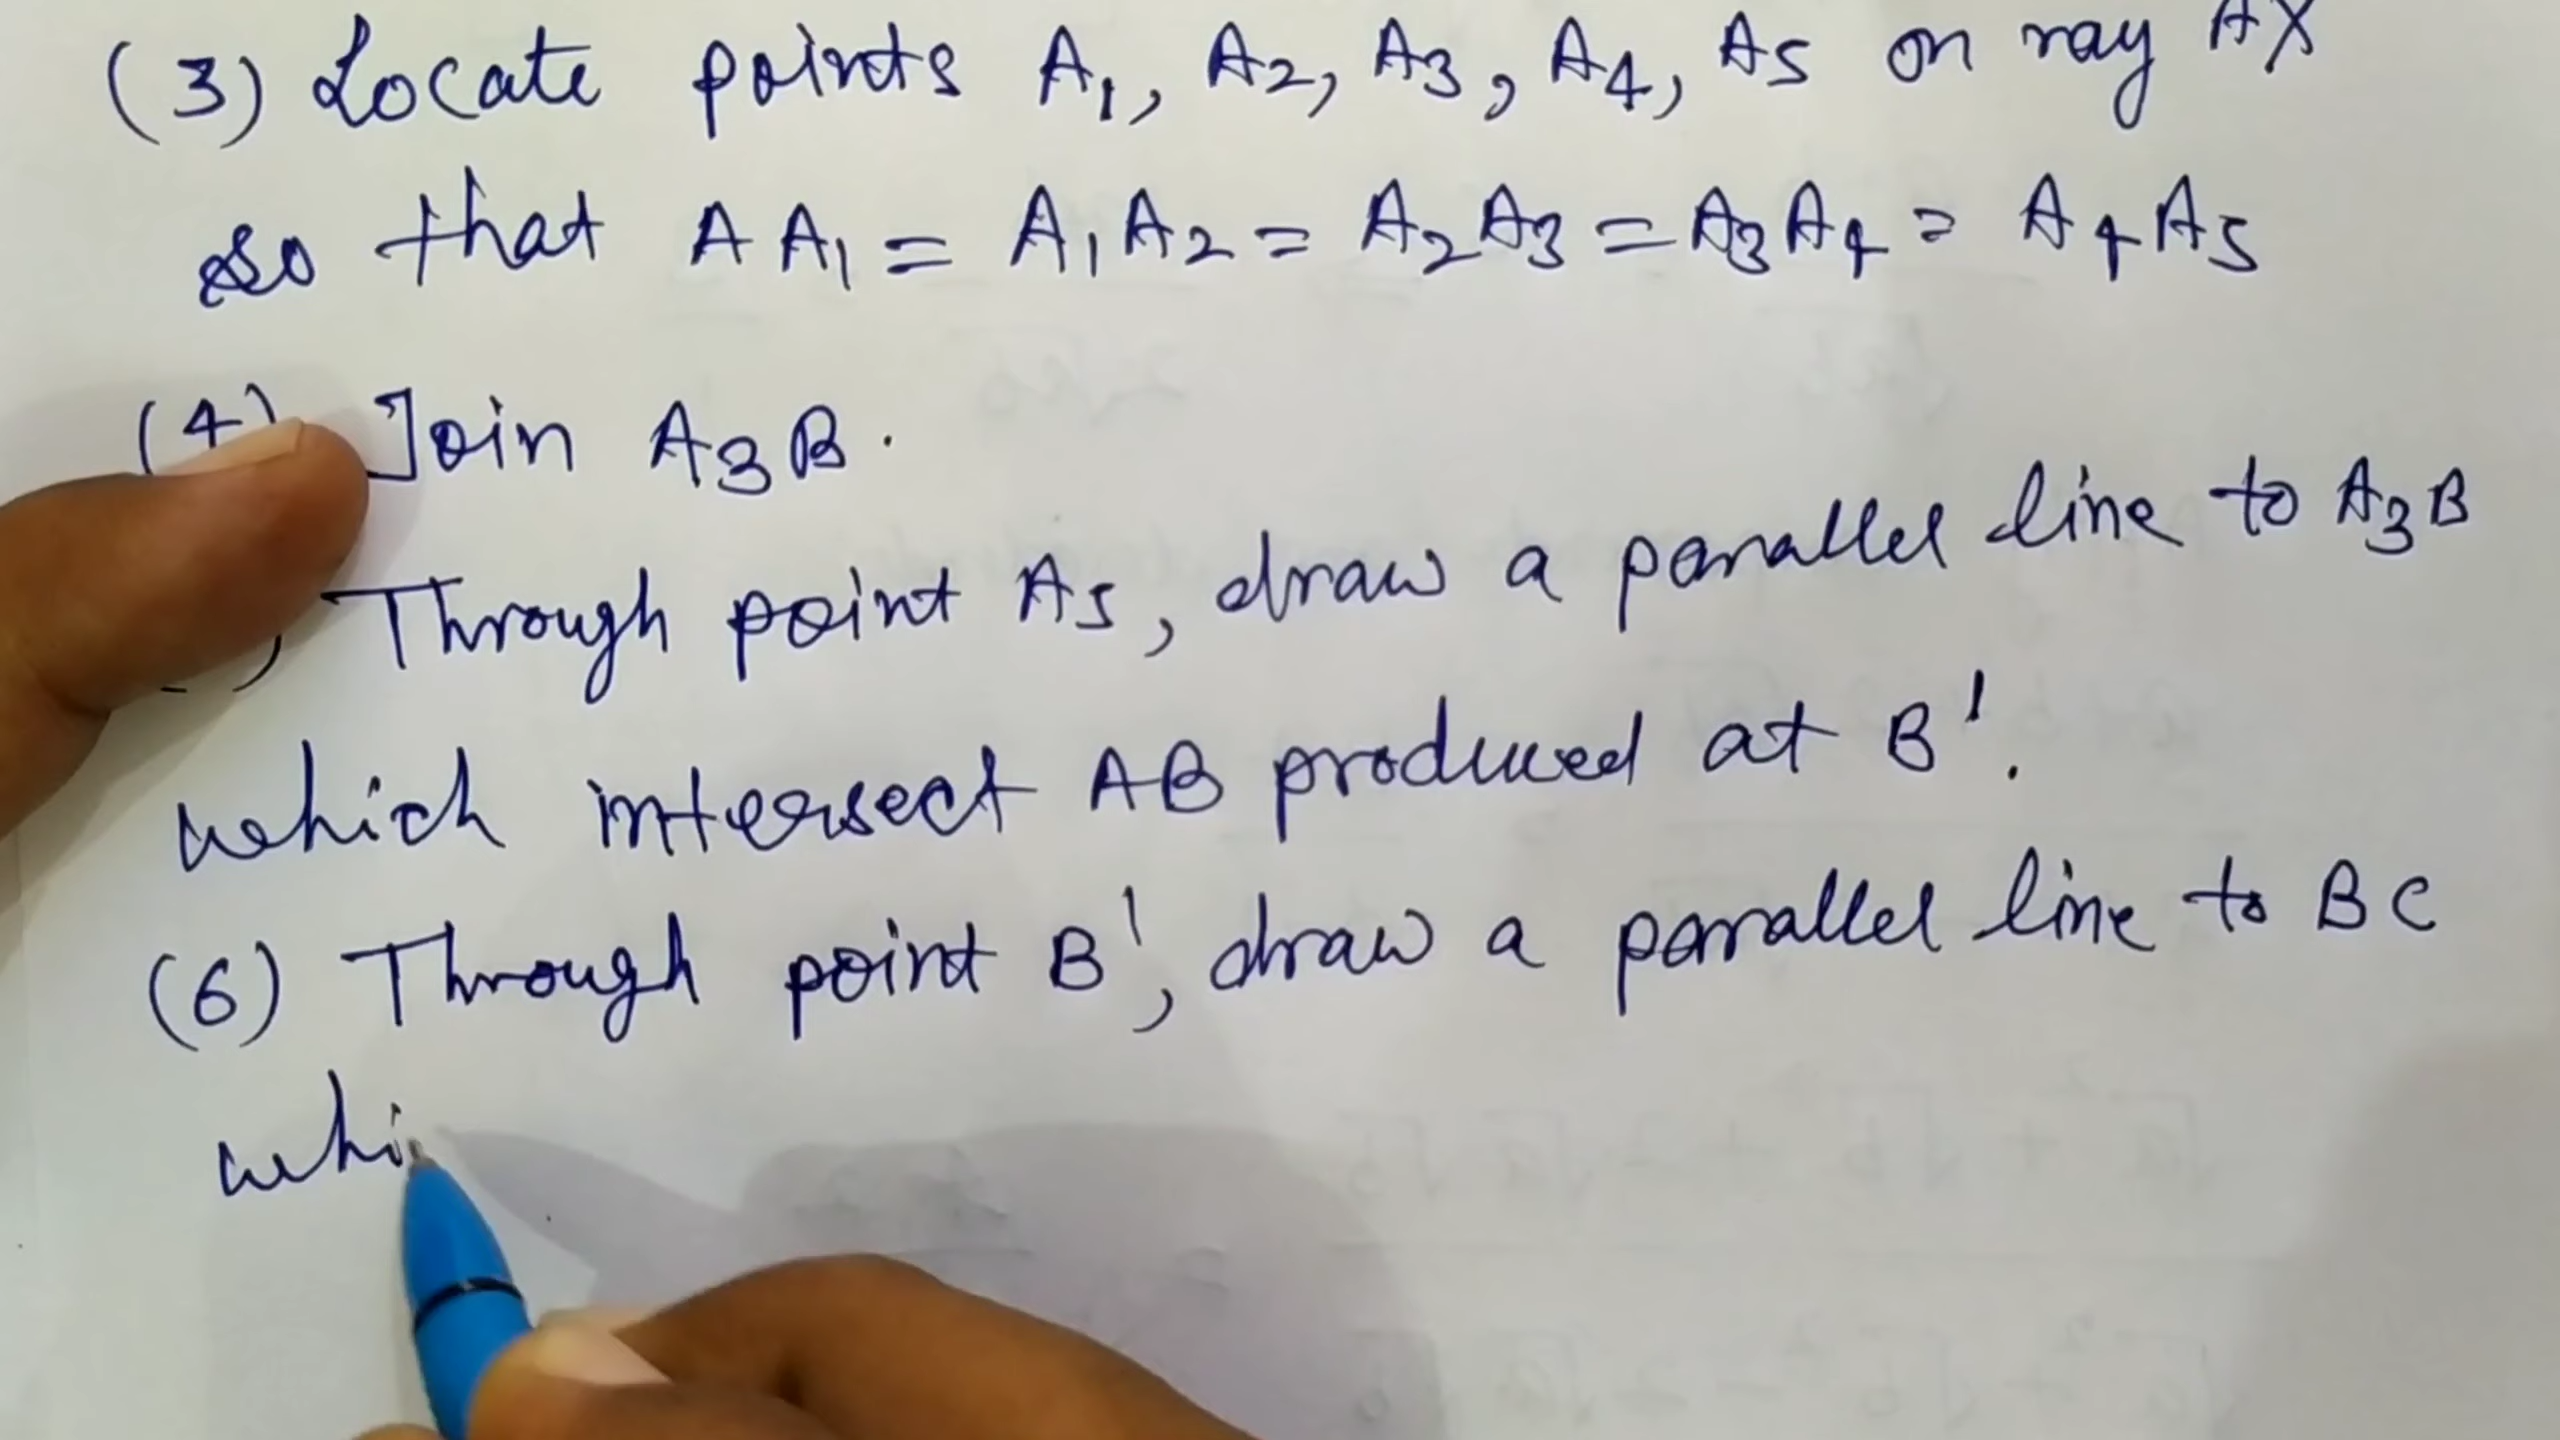 (3) Locate points A₁, A₂, A₃, A₄, A₅ on ray AX
so that AA₁ = A₁A₂ = A₂A₃ = A₃A₄ = A₄A₅
(4) Join A₃B.
) Through point A₅, draw a parallel line to A₃B
which intersect AB produced at B'.
(6) Through point B', draw a parallel line to BC
whi